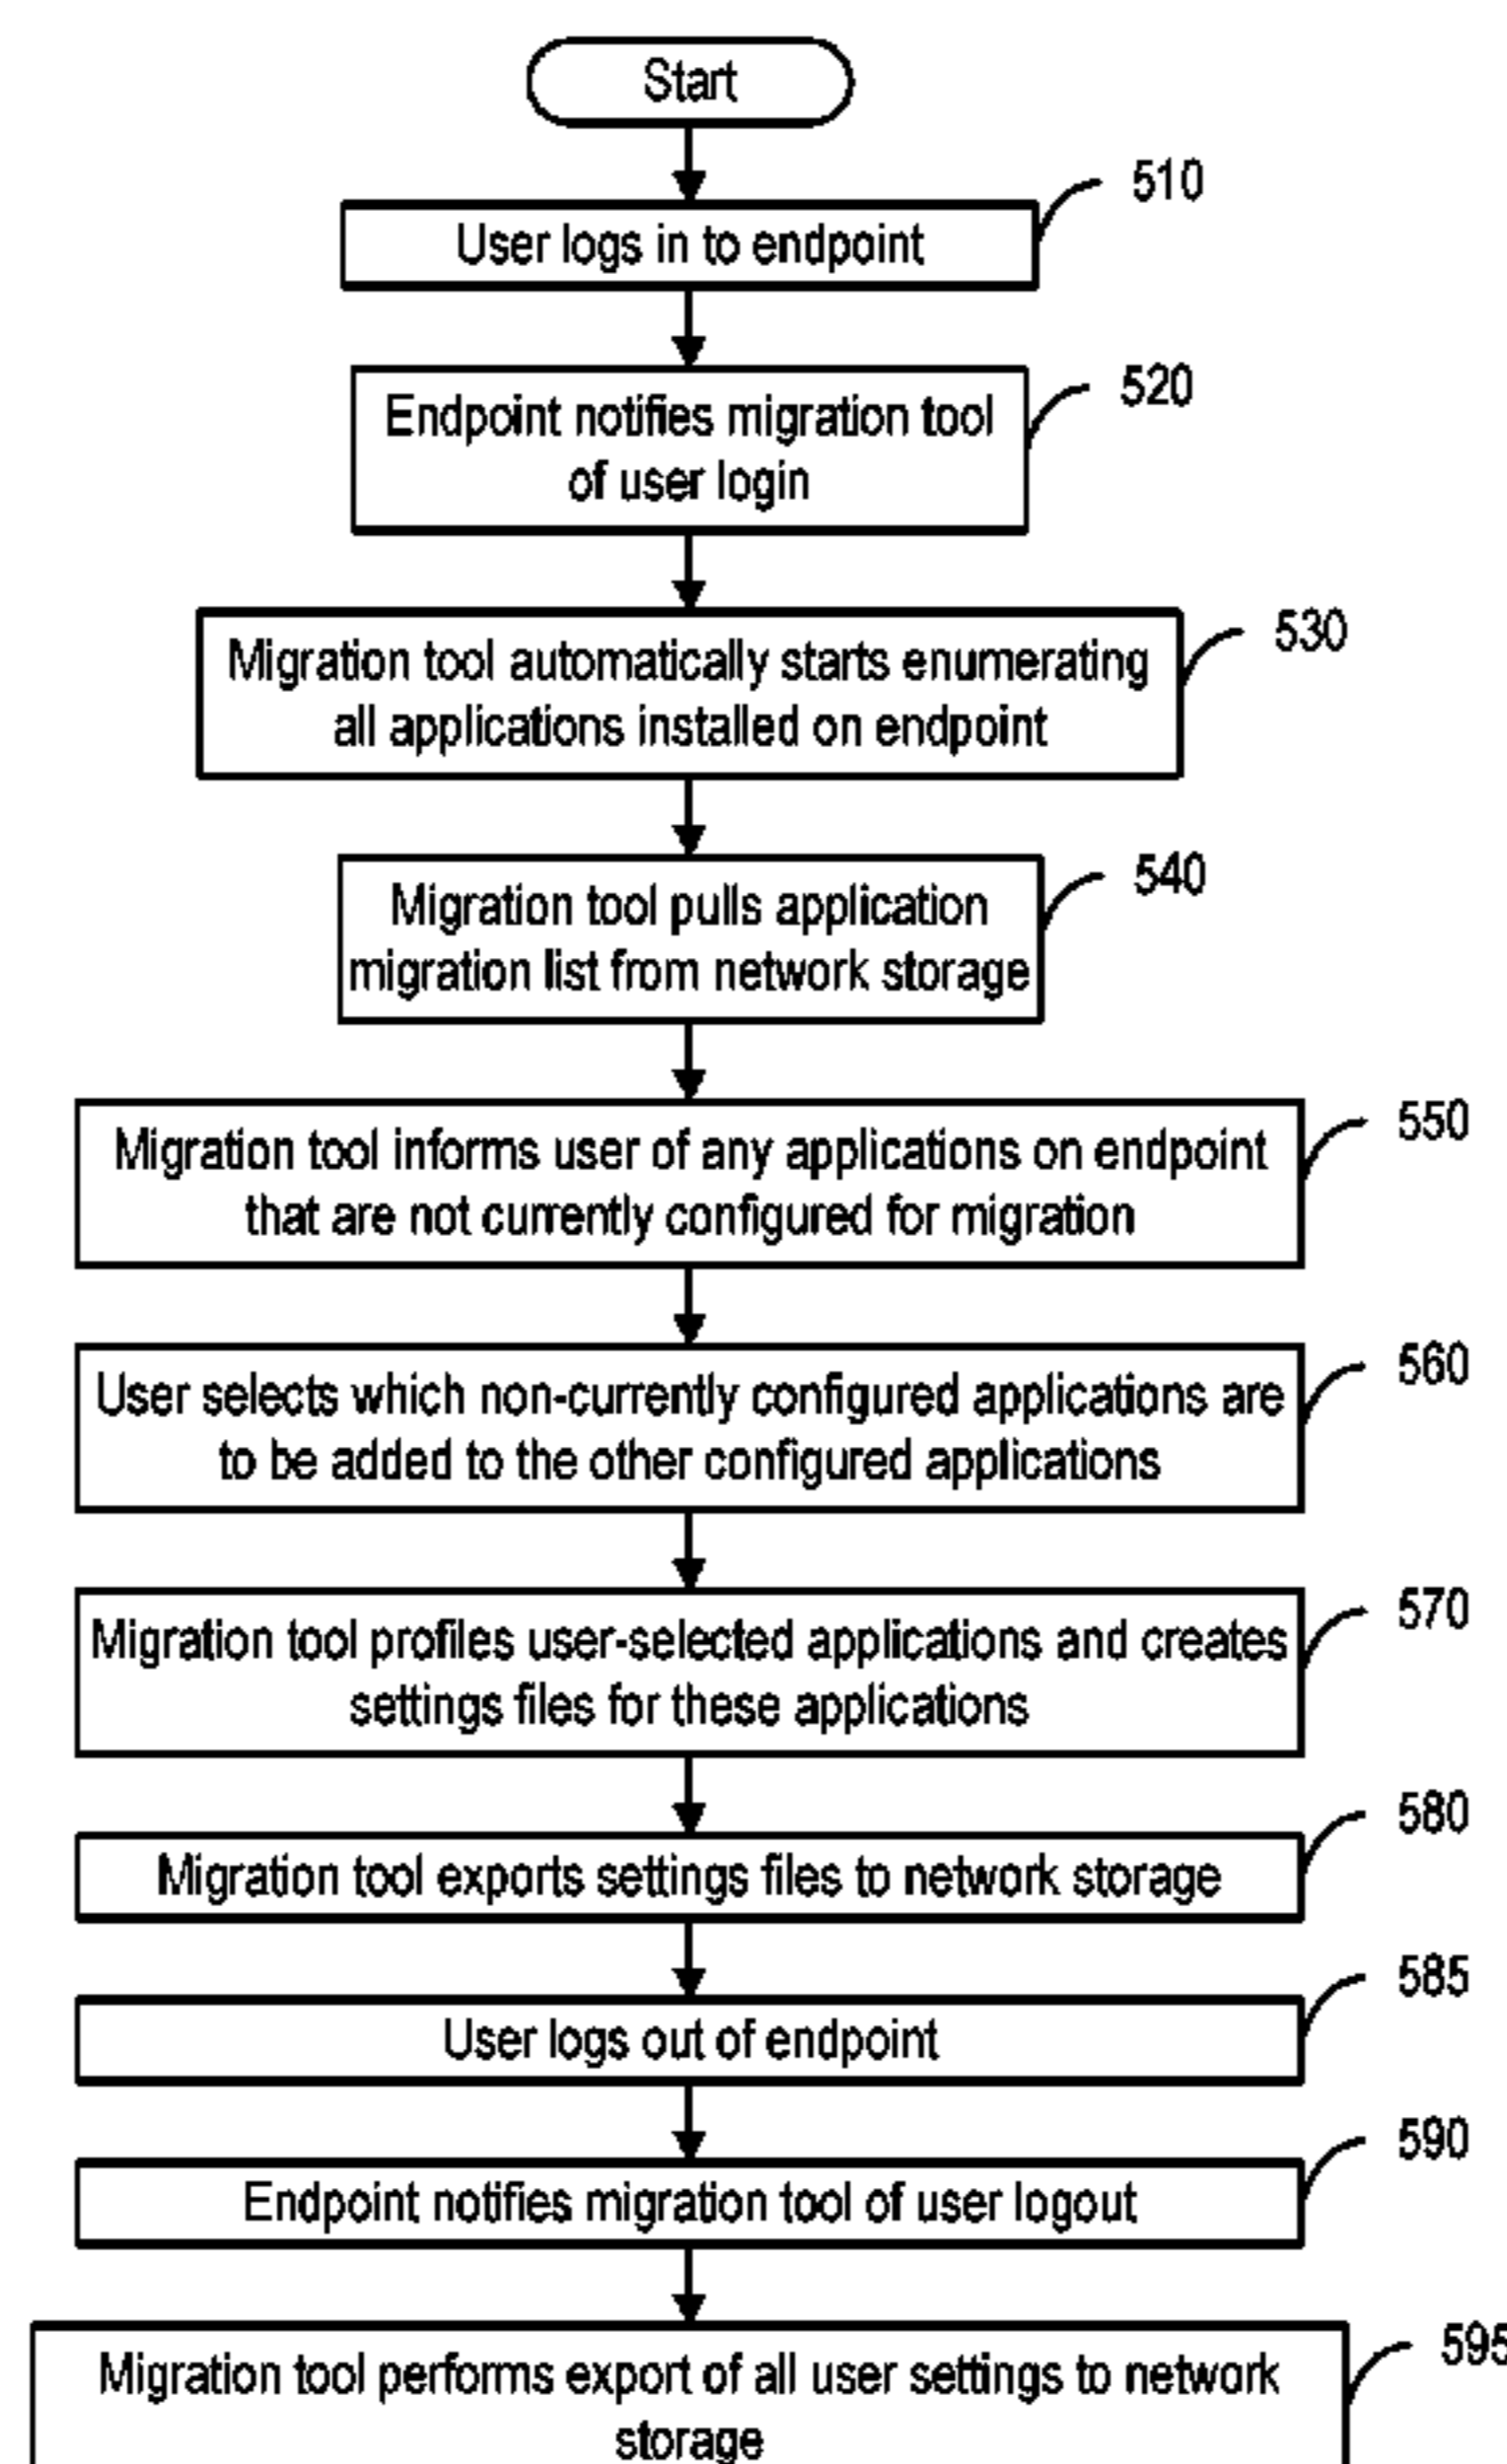 Start
510
User logs in to endpoint
520
Endpoint notifies migration tool
of user login
530
Migration tool automatically starts enumerating
all applications installed on endpoint
540
Migration tool pulls application
migration list from network storage
550
Migration tool informs user of any applications on endpoint
that are not currently configured for migration
560
User selects which non-currently configured applications are
to be added to the other configured applications
570
Migration tool profiles user-selected applications and creates
settings files for these applications
580
Migration tool exports settings files to network storage
585
User logs out of endpoint
590
Endpoint notifies migration tool of user logout
595
Migration tool performs export of all user settings to network
storage